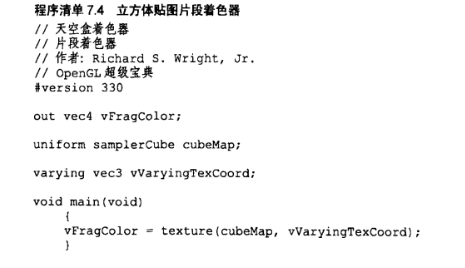 程序清单7.4 立方体贴图片段着色器
// 天空盒着色器
// 片段着色器
// 作者: Richard S. Wright, Jr.
// OpenGL超级宝典
#version 330
out vec4 vFragColor;
uniform samplerCube cubeMap;
varying vec3 vVaryingTexCoord;
void main(void)
{
vFragColor = texture(cubeMap, vVaryingTexCoord);
}